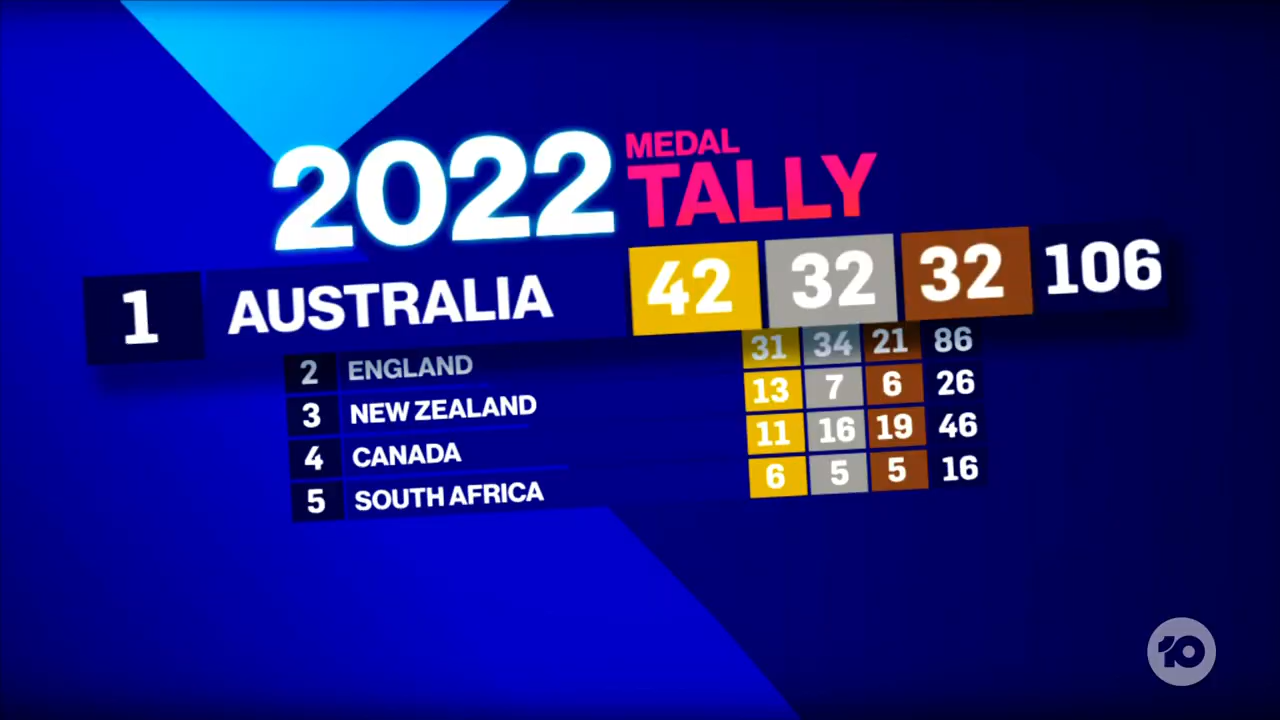 2022 MEDAL TALLY
1 AUSTRALIA 42 32 32 106
2 ENGLAND 31 34 21 86
3 NEW ZEALAND 13 7 6 26
4 CANADA 11 16 19 46
5 SOUTH AFRICA 6 5 5 16
10